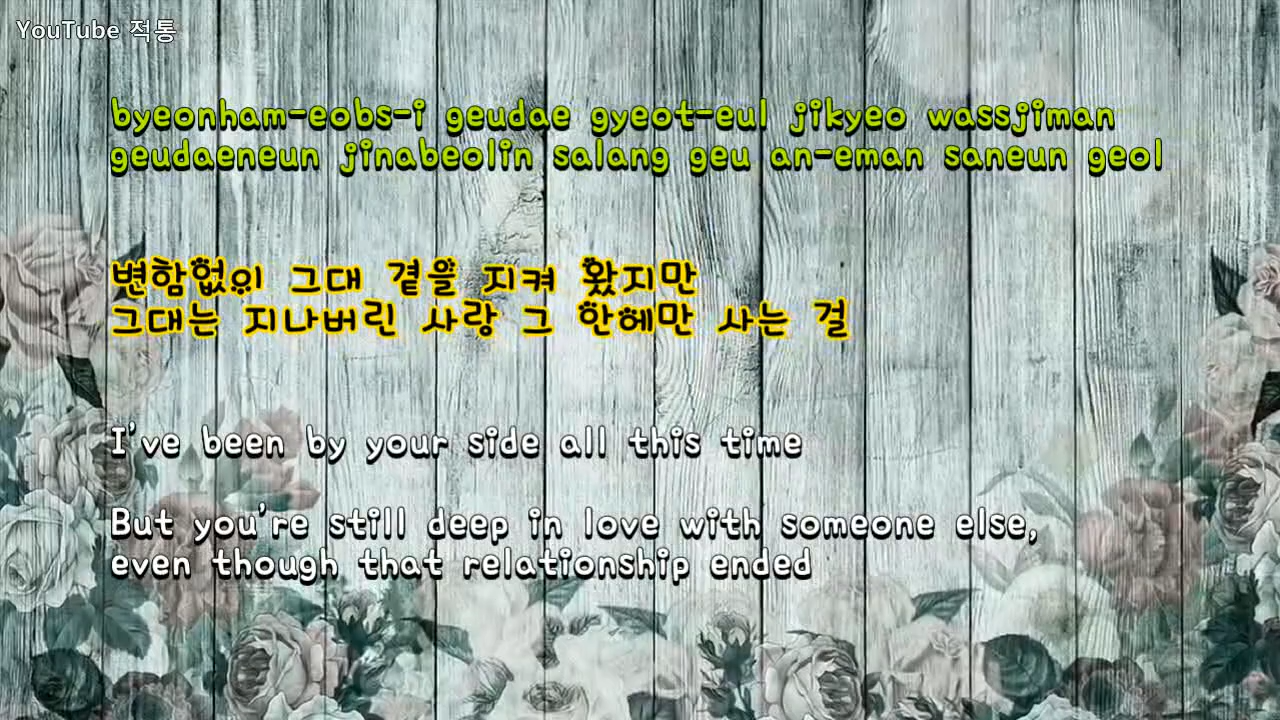 YouTube 적통
byeonham-eobs-i geudae gyeot-eul jikyeo wassjiman
geudaeneun jinabeolin salang geu an-eman saneun geol
변함없이 그대 곁을 지켜 왔지만
그대는 지나버린 사랑 그 안에만 사는 걸
I've been by your side all this time
But you're still deep in love with someone else,
even though that relationship ended